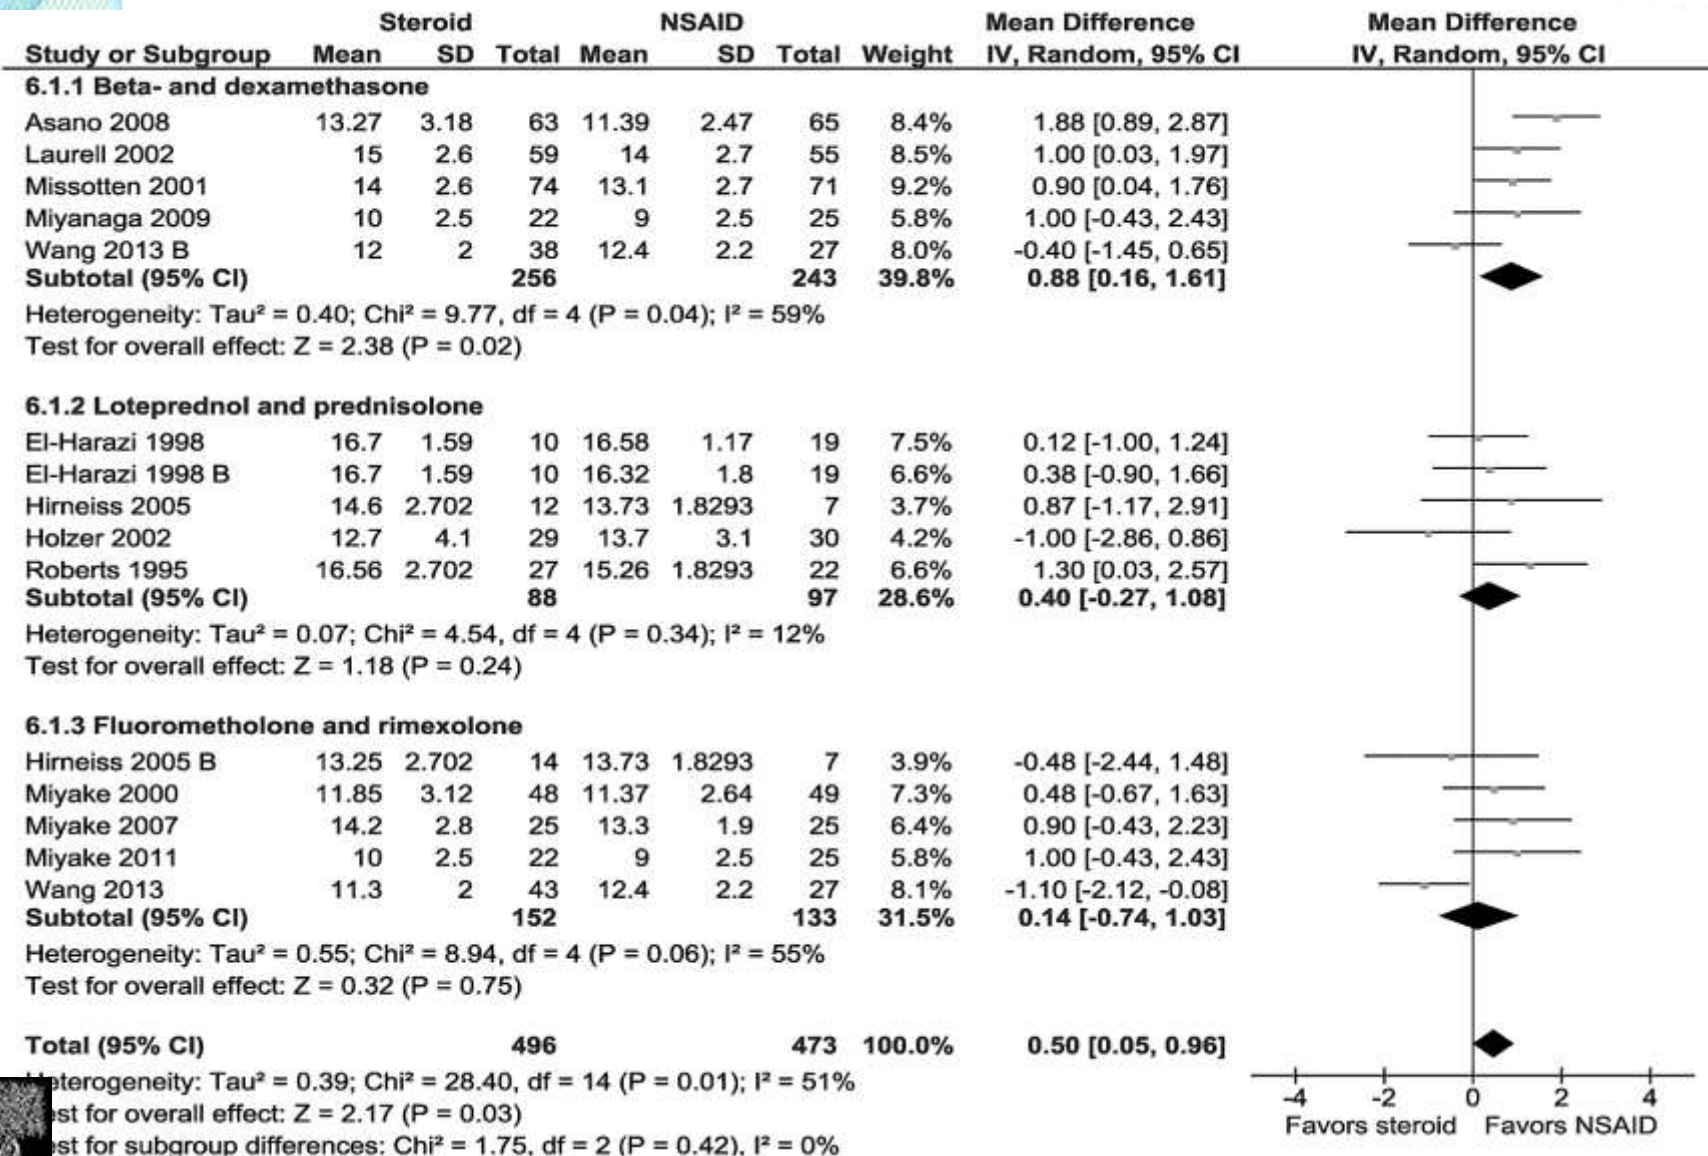 Steroid NSAID Mean Difference Mean Difference
Study or Subgroup Mean SD Total Mean SD Total Weight IV, Random, 95% CI IV, Random, 95% CI
6.1.1 Beta- and dexamethasone
Asano 2008 13.27 3.18 63 11.39 2.47 65 8.4% 1.88 [0.89, 2.87]
Laurell 2002 15 2.6 59 14 2.7 55 8.5% 1.00 [0.03, 1.97]
Missotten 2001 14 2.6 74 13.1 2.7 71 9.2% 0.90 [0.04, 1.76]
Miyanaga 2009 10 2.5 22 9 2.5 25 5.8% 1.00 [-0.43, 2.43]
Wang 2013 B 12 2 38 12.4 2.2 27 8.0% -0.40 [-1.45, 0.65]
Subtotal (95% CI) 256 243 39.8% 0.88 [0.16, 1.61]
Heterogeneity: Tau² = 0.40; Chi² = 9.77, df = 4 (P = 0.04); I² = 59%
Test for overall effect: Z = 2.38 (P = 0.02)
6.1.2 Loteprednol and prednisolone
El-Harazi 1998 16.7 1.59 10 16.58 1.17 19 7.5% 0.12 [-1.00, 1.24]
El-Harazi 1998 B 16.7 1.59 10 16.32 1.8 19 6.6% 0.38 [-0.90, 1.66]
Hirneiss 2005 14.6 2.702 12 13.73 1.8293 7 3.7% 0.87 [-1.17, 2.91]
Holzer 2002 12.7 4.1 29 13.7 3.1 30 4.2% -1.00 [-2.86, 0.86]
Roberts 1995 16.56 2.702 27 15.26 1.8293 22 6.6% 1.30 [0.03, 2.57]
Subtotal (95% CI) 88 97 28.6% 0.40 [-0.27, 1.08]
Heterogeneity: Tau² = 0.07; Chi² = 4.54, df = 4 (P = 0.34); I² = 12%
Test for overall effect: Z = 1.18 (P = 0.24)
6.1.3 Fluorometholone and rimexolone
Hirneiss 2005 B 13.25 2.702 14 13.73 1.8293 7 3.9% -0.48 [-2.44, 1.48]
Miyake 2000 11.85 3.12 48 11.37 2.64 49 7.3% 0.48 [-0.67, 1.63]
Miyake 2007 14.2 2.8 25 13.3 1.9 25 6.4% 0.90 [-0.43, 2.23]
Miyake 2011 10 2.5 22 9 2.5 25 5.8% 1.00 [-0.43, 2.43]
Wang 2013 11.3 2 43 12.4 2.2 27 8.1% -1.10 [-2.12, -0.08]
Subtotal (95% CI) 152 133 31.5% 0.14 [-0.74, 1.03]
Heterogeneity: Tau² = 0.55; Chi² = 8.94, df = 4 (P = 0.06); I² = 55%
Test for overall effect: Z = 0.32 (P = 0.75)
Total (95% CI) 496 473 100.0% 0.50 [0.05, 0.96]
eterogeneity: Tau² = 0.39; Chi² = 28.40, df = 14 (P = 0.01); I² = 51%
est for overall effect: Z = 2.17 (P = 0.03)
est for subgroup differences: Chi² = 1.75, df = 2 (P = 0.42), I² = 0%
-4 -2 0 2 4
Favors steroid Favors NSAID